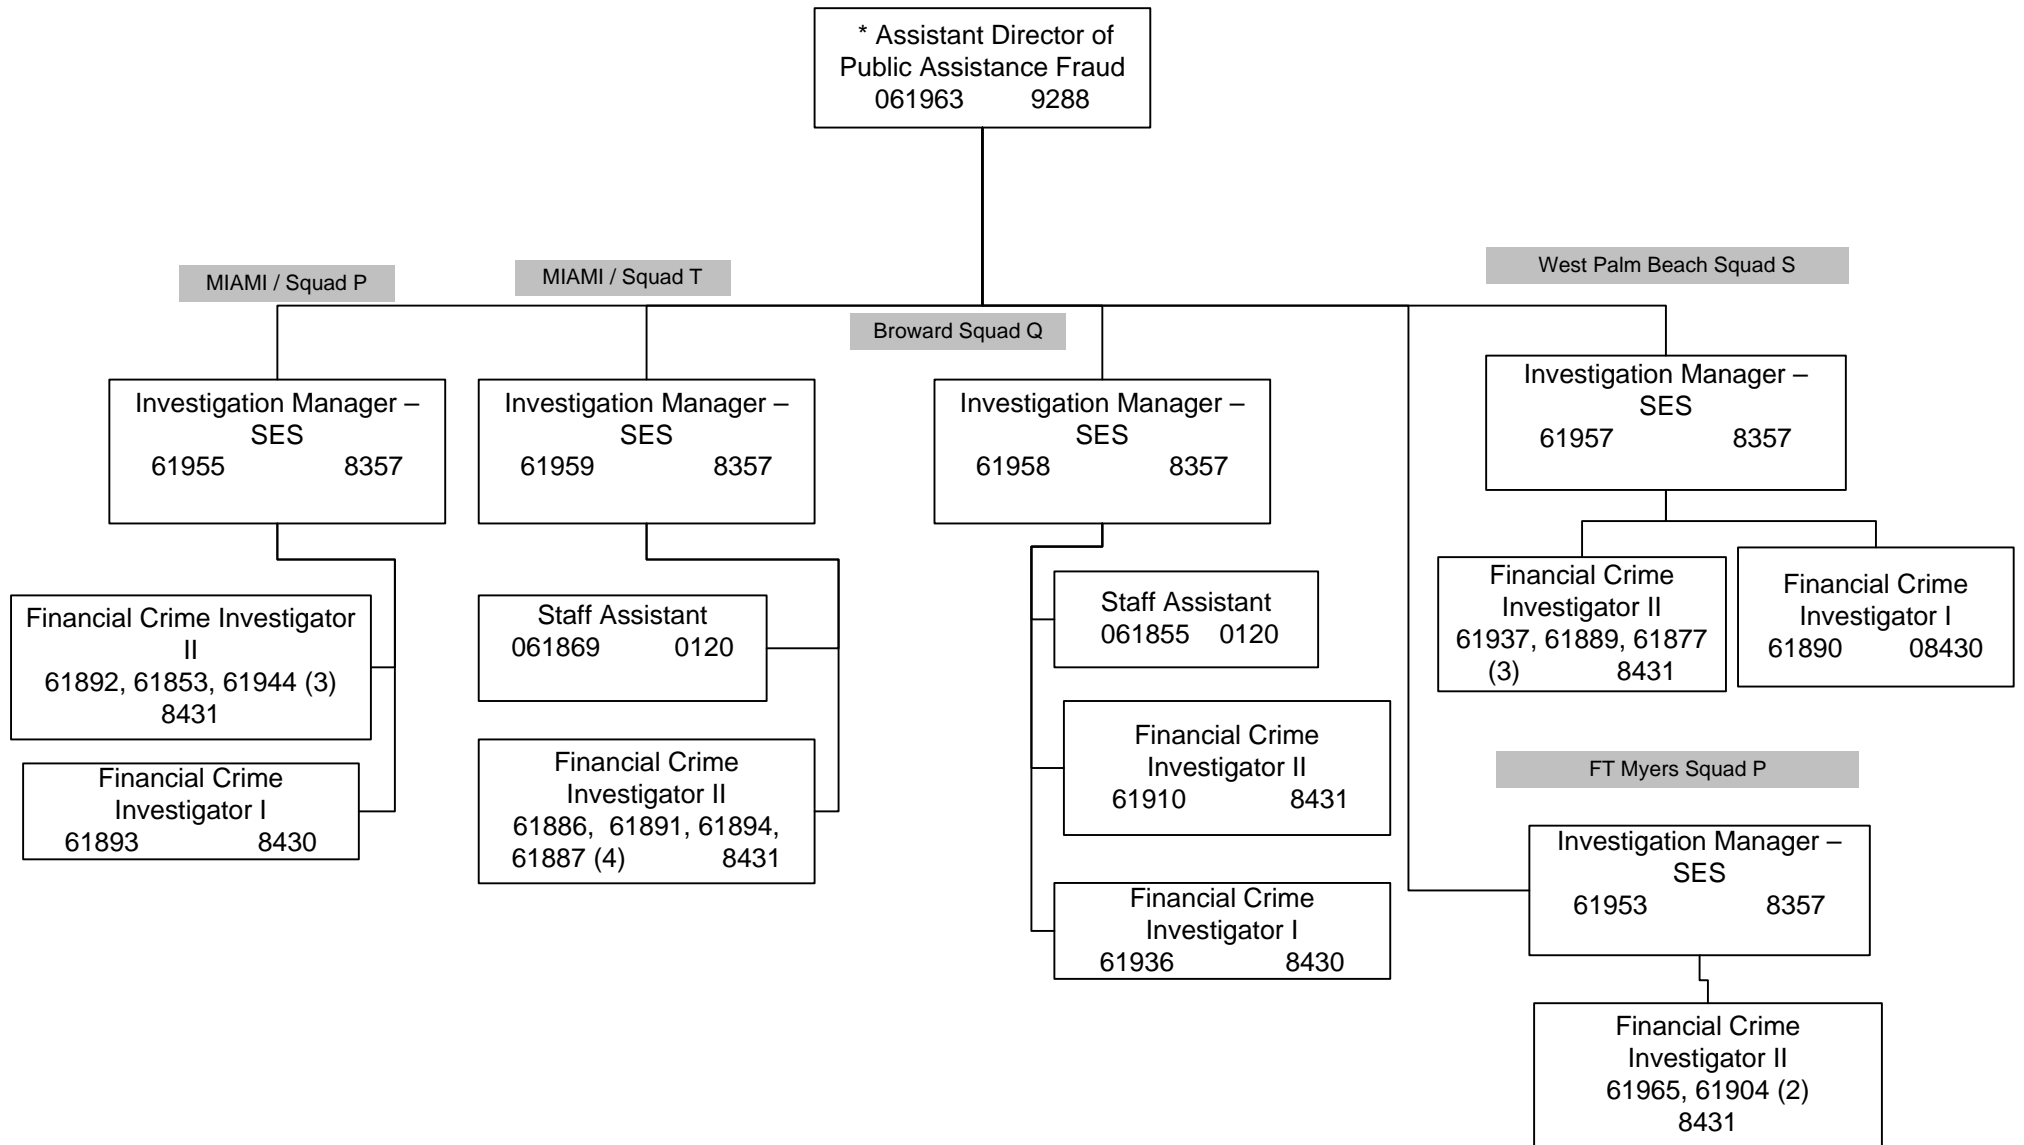 * Assistant Director of
Public Assistance Fraud
061963 9288
MIAMI / Squad P
MIAMI / Squad T
Broward Squad Q
West Palm Beach Squad S
Investigation Manager –
SES
61955 8357
Investigation Manager –
SES
61959 8357
Investigation Manager –
SES
61958 8357
Investigation Manager –
SES
61957 8357
Financial Crime Investigator
II
61892, 61853, 61944 (3)
8431
Financial Crime
Investigator I
61893 8430
Staff Assistant
061869 0120
Financial Crime
Investigator II
61886, 61891, 61894,
61887 (4) 8431
Staff Assistant
061855 0120
Financial Crime
Investigator II
61910 8431
Financial Crime
Investigator I
61936 8430
Financial Crime
Investigator II
61937, 61889, 61877
(3) 8431
Financial Crime
Investigator I
61890 08430
FT Myers Squad P
Investigation Manager –
SES
61953 8357
Financial Crime
Investigator II
61965, 61904 (2)
8431